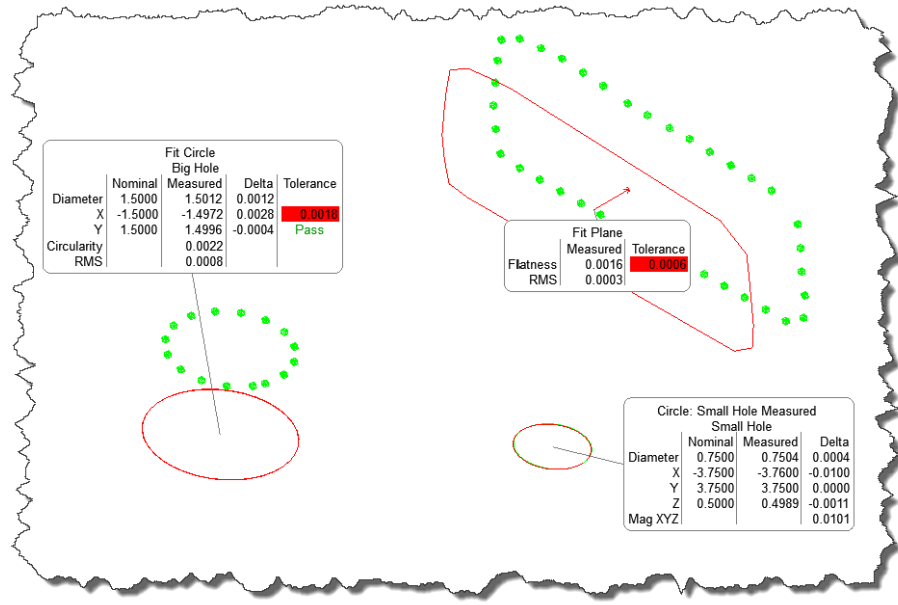 Fit Circle
Big Hole
Nominal Measured Delta Tolerance
Diameter 1.5000 1.5012 0.0012
X -1.5000 -1.4972 0.0028 0.0018
Y 1.5000 1.4996 -0.0004 Pass
Circularity 0.0022
RMS 0.0008
Fit Plane
Measured Tolerance
Flatness 0.0016 0.0006
RMS 0.0003
Circle: Small Hole Measured
Small Hole
Nominal Measured Delta
Diameter 0.7500 0.7504 0.0004
X -3.7500 -3.7600 -0.0100
Y 3.7500 3.7500 0.0000
Z 0.5000 0.4989 -0.0011
Mag XYZ 0.0101